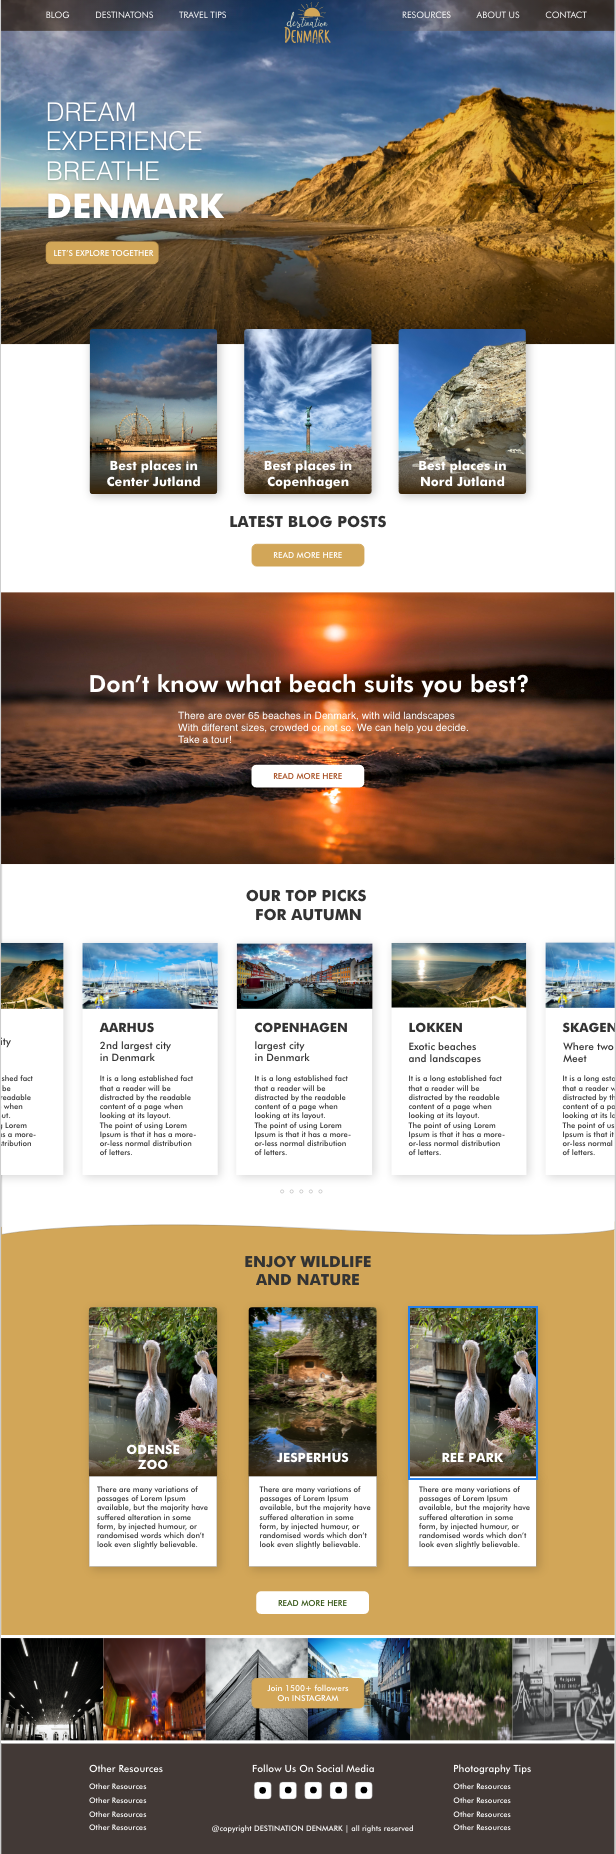 BLOG
DESTINATONS
TRAVEL TIPS
destination
DENMARK
RESOURCES
ABOUT US
CONTACT
DREAM
EXPERIENCE
BREATHE
DENMARK
LET'S EXPLORE TOGETHER
Best places in
Center Jutland
Best places in
Copenhagen
Best places in
Nord Jutland
LATEST BLOG POSTS
READ MORE HERE
Don't know what beach suits you best?
There are over 65 beaches in Denmark, with wild landscapes
With different sizes, crowded or not so. We can help you decide.
Take a tour!
READ MORE HERE
OUR TOP PICKS
FOR AUTUMN
ity
shed fact
be
readable
when
ut.
Lorem
s a more-
tribution
AARHUS
2nd largest city
in Denmark
It is a long established fact
that a reader will be
distracted by the readable
content of a page when
looking at its layout.
The point of using Lorem
Ipsum is that it has a more-
or-less normal distribution
of letters.
COPENHAGEN
largest city
in Denmark
It is a long established fact
that a reader will be
distracted by the readable
content of a page when
looking at its layout.
The point of using Lorem
Ipsum is that it has a more-
or-less normal distribution
of letters.
LOKKEN
Exotic beaches
and landscapes
It is a long established fact
that a reader will be
distracted by the readable
content of a page when
looking at its layout.
The point of using Lorem
Ipsum is that it has a more-
or-less normal distribution
of letters.
SKAGEN
Where two
Meet
It is a long esta
that a reader w
distracted by th
content of a pa
looking at its la
The point of us
Ipsum is that it
or-less normal
of letters.
ENJOY WILDLIFE
AND NATURE
ODENSE
ZOO
There are many variations of
passages of Lorem Ipsum
available, but the majority have
suffered alteration in some
form, by injected humour, or
randomised words which don't
look even slightly believable.
JESPERHUS
There are many variations of
passages of Lorem Ipsum
available, but the majority have
suffered alteration in some
form, by injected humour, or
randomised words which don't
look even slightly believable.
REE PARK
There are many variations of
passages of Lorem Ipsum
available, but the majority have
suffered alteration in some
form, by injected humour, or
randomised words which don't
look even slightly believable.
READ MORE HERE
Join 1500+ followers
On INSTAGRAM
Other Resources
Other Resources
Other Resources
Other Resources
Other Resources
Follow Us On Social Media
@copyright DESTINATION DENMARK | all rights reserved
Photography Tips
Other Resources
Other Resources
Other Resources
Other Resources